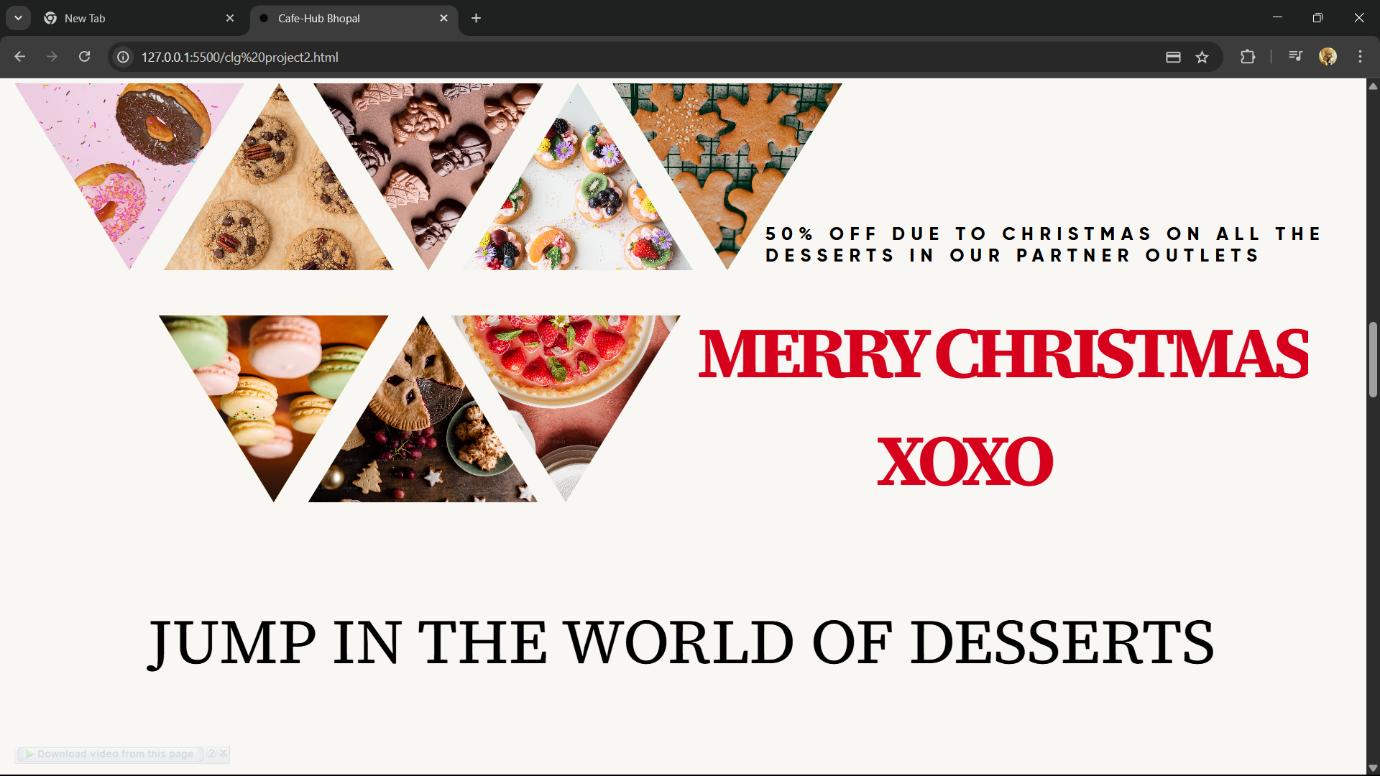 New Tab
Cafe-Hub Bhopal
127.0.0.1:5500/clg%20project2.html
50% OFF DUE TO CHRISTMAS ON ALL THE
DESSERTS IN OUR PARTNER OUTLETS
MERRY CHRISTMAS
XOXO
JUMP IN THE WORLD OF DESSERTS
Download video from this page ? X